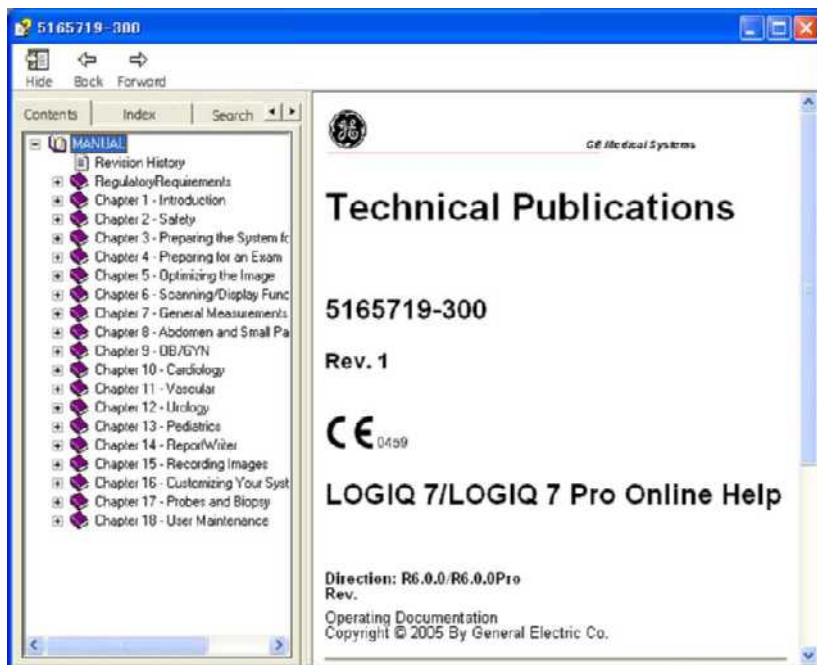 5165719-300
Hide Back Forward
Contents Index Search
MANUAL
Revision History
RegulatoryRequirements
Chapter 1 - Introduction
Chapter 2 - Safety
Chapter 3 - Preparing the System fo
Chapter 4 - Preparing for an Exam
Chapter 5 - Optimizing the Image
Chapter 6 - Scanning/Display Func
Chapter 7 - General Measurements
Chapter 8 - Abdomen and Small Pa
Chapter 9 - OB/GYN
Chapter 10 - Cardiology
Chapter 11 - Vascular
Chapter 12 - Urology
Chapter 13 - Pediatrics
Chapter 14 - ReportWriter
Chapter 15 - Recording Images
Chapter 16 - Customizing Your Syst
Chapter 17 - Probes and Biopsy
Chapter 18 - User Maintenance
GE
GE Medical Systems
Technical Publications
5165719-300
Rev. 1
CE 0459
LOGIQ 7/LOGIQ 7 Pro Online Help
Direction: R6.0.0/R6.0.0Pro
Rev.
Operating Documentation
Copyright © 2005 By General Electric Co.